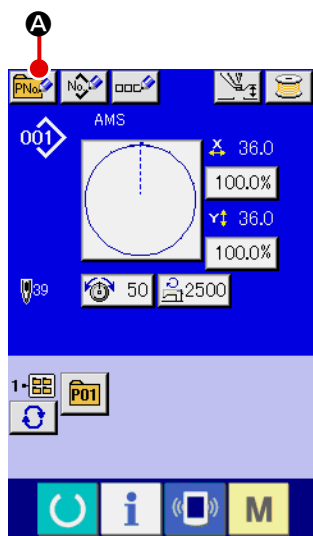 A
PNo. No. 
AMS
001
X 36.0
100.0%
Y 36.0
100.0%
39 50 2500
1-
P01
i M